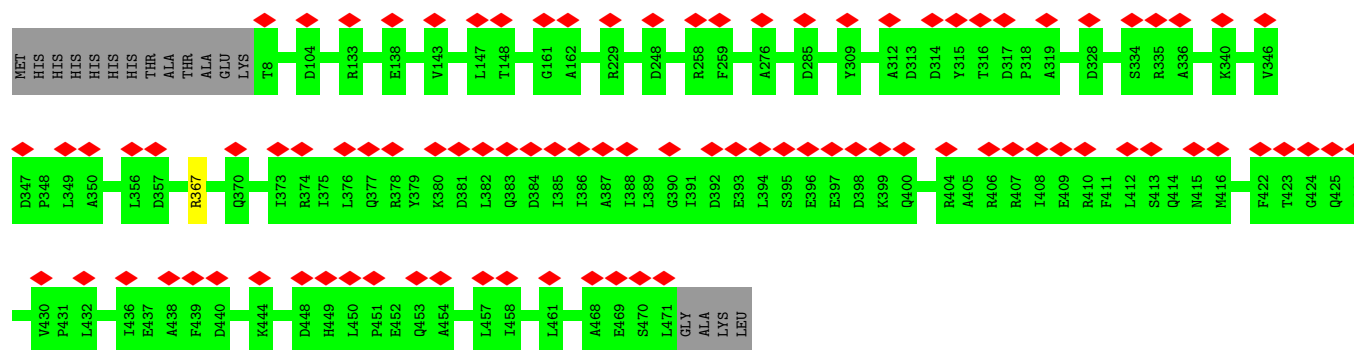 MET HIS HIS HIS HIS HIS HIS THR ALA THR ALA GLU LYS T8 D104 R133 E138 V143 L147 T148 G161 A162 R229 D248 R258 F259 A276 D285 Y309 A312 D313 D314 Y315 T316 D317 P318 A319 D328 S334 R335 A336 K340 V346
D347 P348 L349 A350 L356 D357 R367 Q370 I373 R374 I375 L376 Q377 R378 Y379 K380 D381 L382 Q383 D384 I385 I386 A387 I388 L389 G390 I391 D392 E393 L394 S395 E396 E397 D398 K399 Q400 R404 A405 R406 R407 I408 E409 R410 F411 L412 S413 Q414 N415 M416 F422 T423 G424 Q425
V430 P431 L432 I436 E437 A438 F439 D440 K444 D448 H449 L450 P451 E452 Q453 A454 L457 I458 L461 A468 E469 S470 L471 GLY ALA LYS LEU